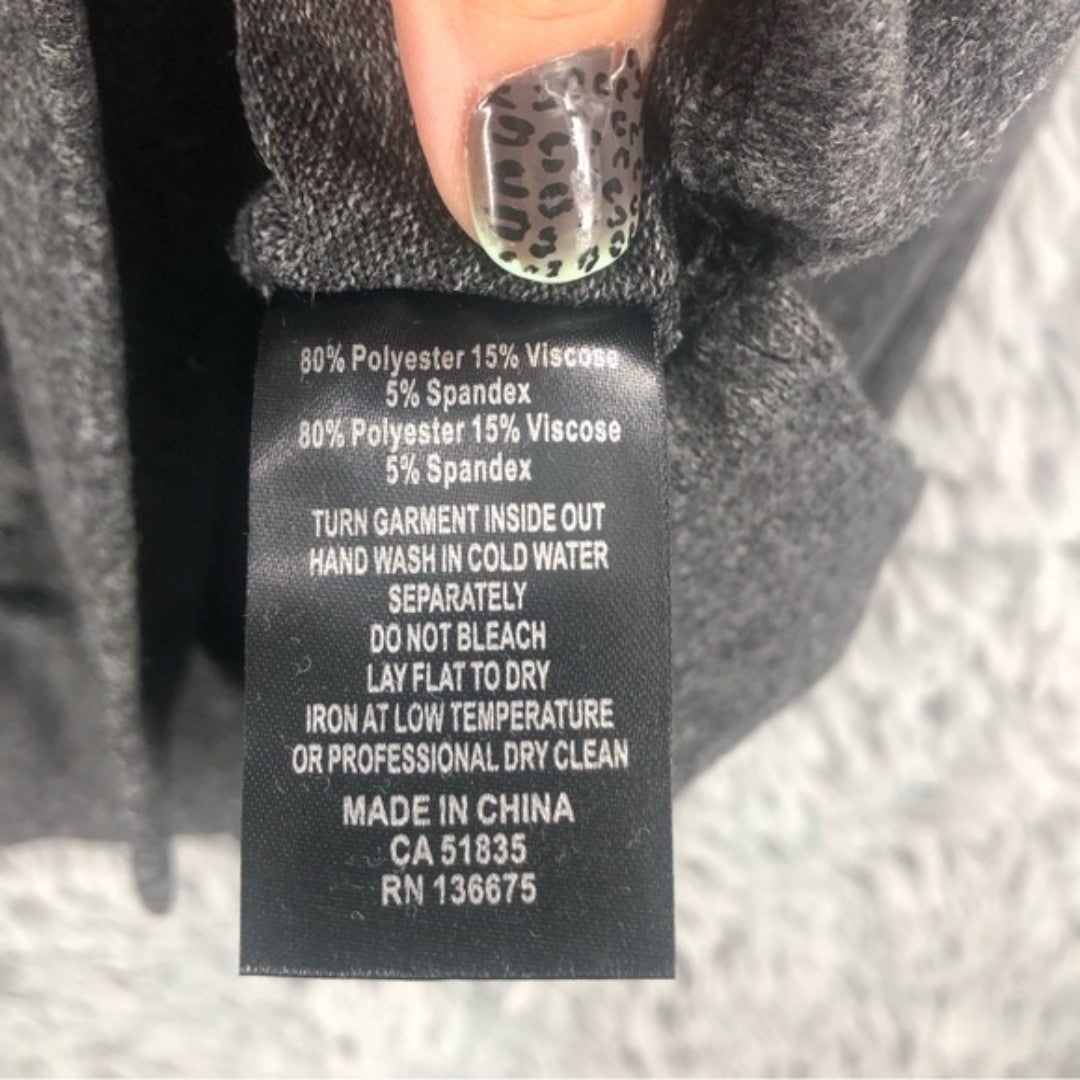 80% Polyester 15% Viscose
5% Spandex
80% Polyester 15% Viscose
5% Spandex
TURN GARMENT INSIDE OUT
HAND WASH IN COLD WATER
SEPARATELY
DO NOT BLEACH
LAY FLAT TO DRY
IRON AT LOW TEMPERATURE
OR PROFESSIONAL DRY CLEAN
MADE IN CHINA
CA 51835
RN 136675